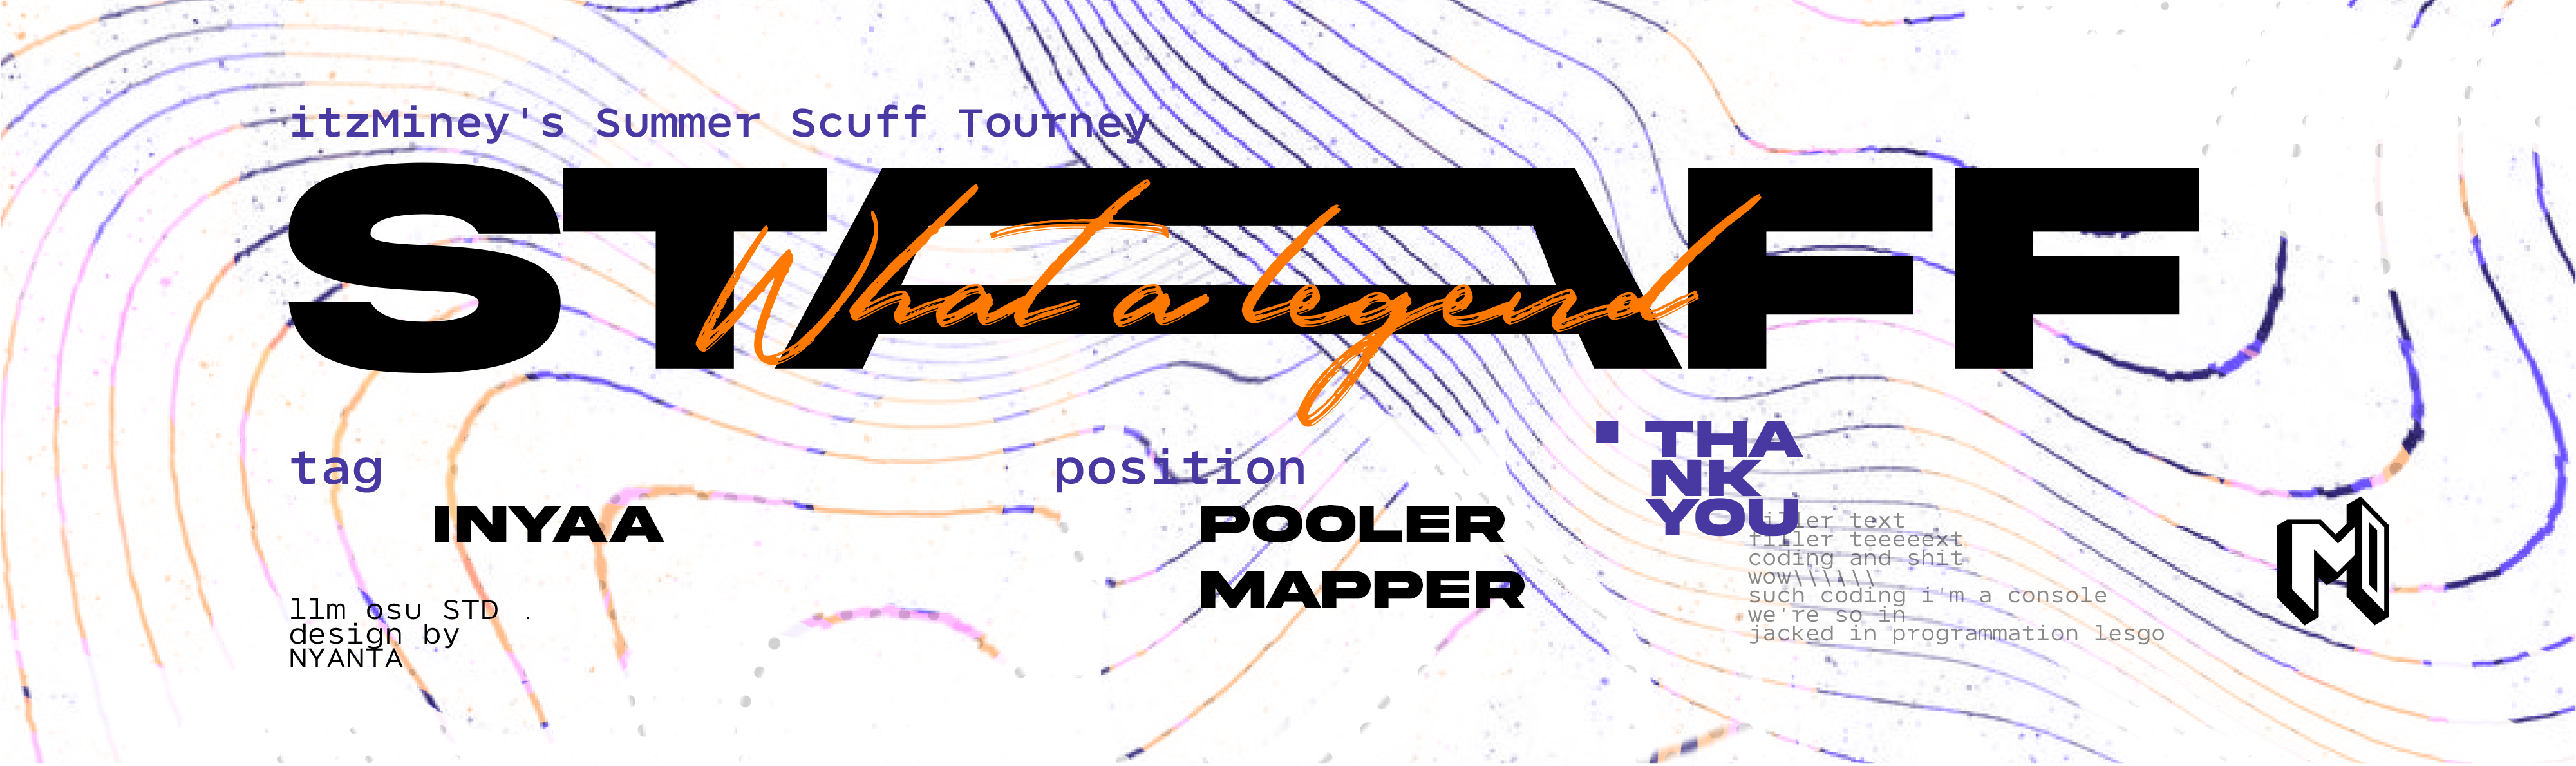 itzMiney's Summer Scuff Tourney
STAFF
What a legend
tag
INYAA
position
POOLER
MAPPER
THA
NK
YOU
filler text
filler teeeeext
coding and shit
wow\\\\\\
such coding i'm a console
we're so in
jacked in programmation lesgo
llm osu STD .
design by
NYANTA